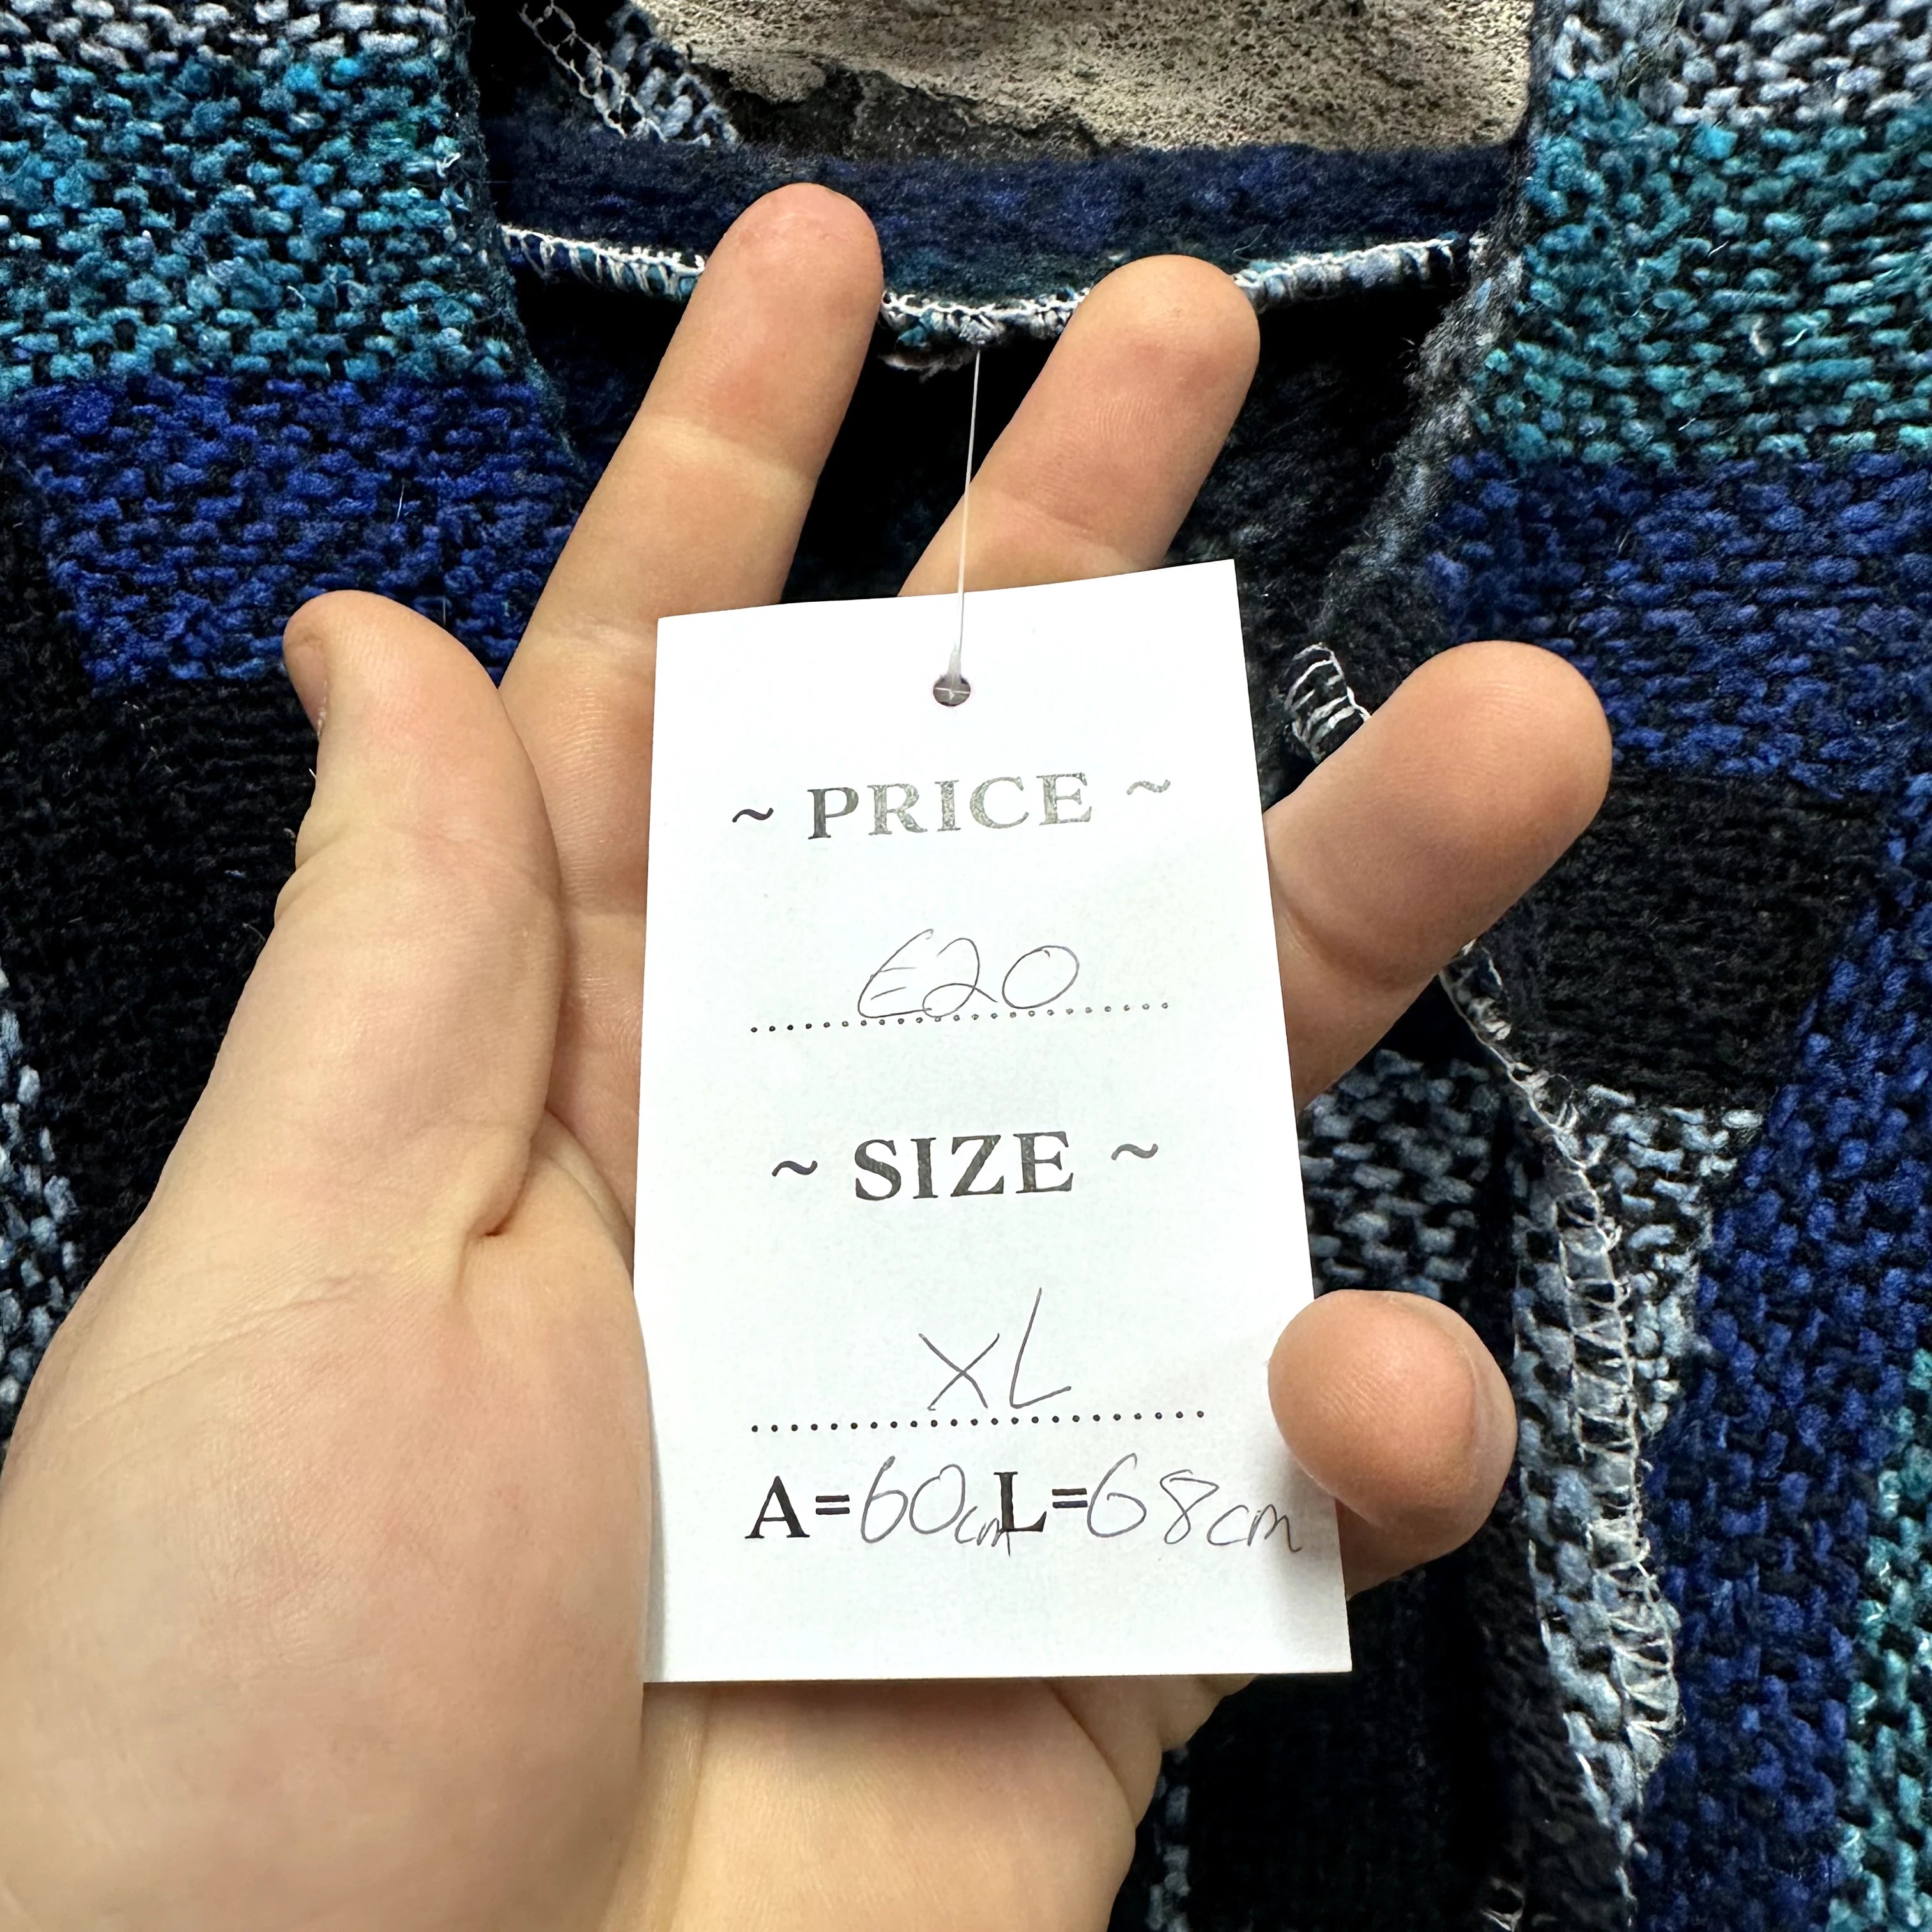 ~ PRICE ~
€20
~ SIZE ~
XL
A=60cm L=68cm